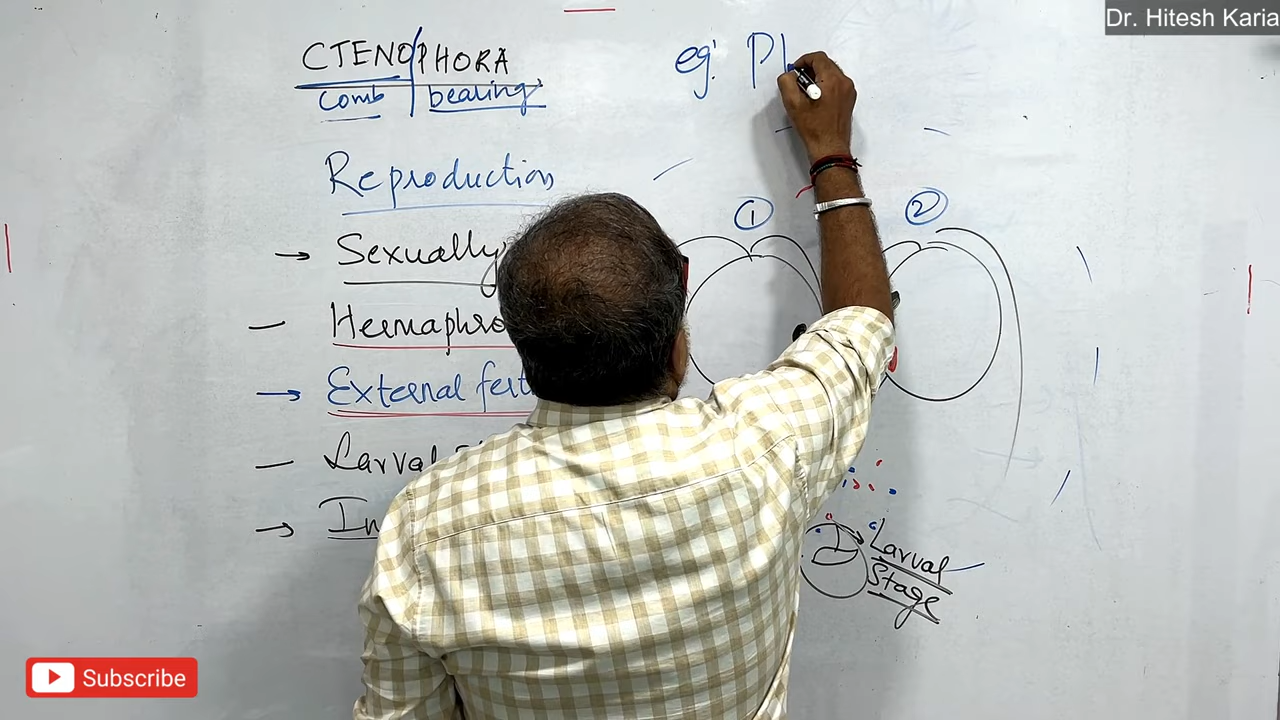 Dr. Hitesh Karia
CTENOPHORA
comb bearing
eg: Pl
Reproduction
① ②
→ Sexually
— Hermaphro
→ External fert
— Larval
→ In
Larval
Stage
Subscribe